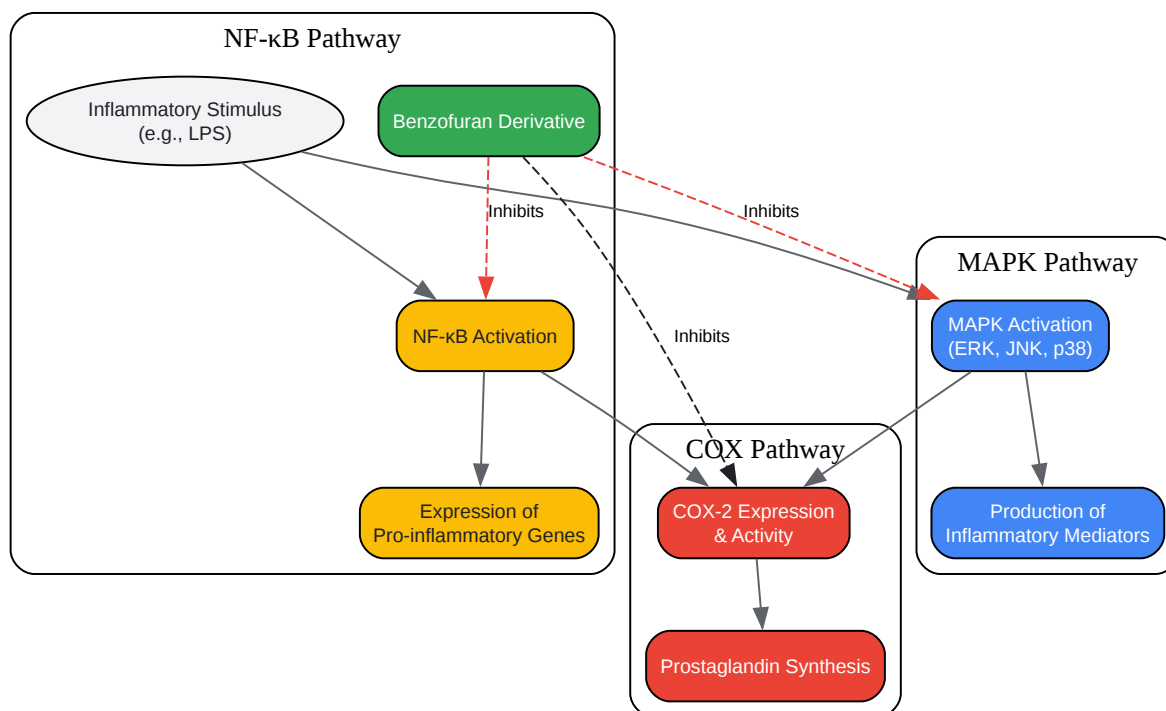 NF-κB Pathway
Inflammatory Stimulus
(e.g., LPS)
Benzofuran Derivative
Inhibits
Inhibits
MAPK Pathway
NF-κB Activation
Inhibits
MAPK Activation
(ERK, JNK, p38)
COX Pathway
Expression of
Pro-inflammatory Genes
COX-2 Expression
& Activity
Production of
Inflammatory Mediators
Prostaglandin Synthesis